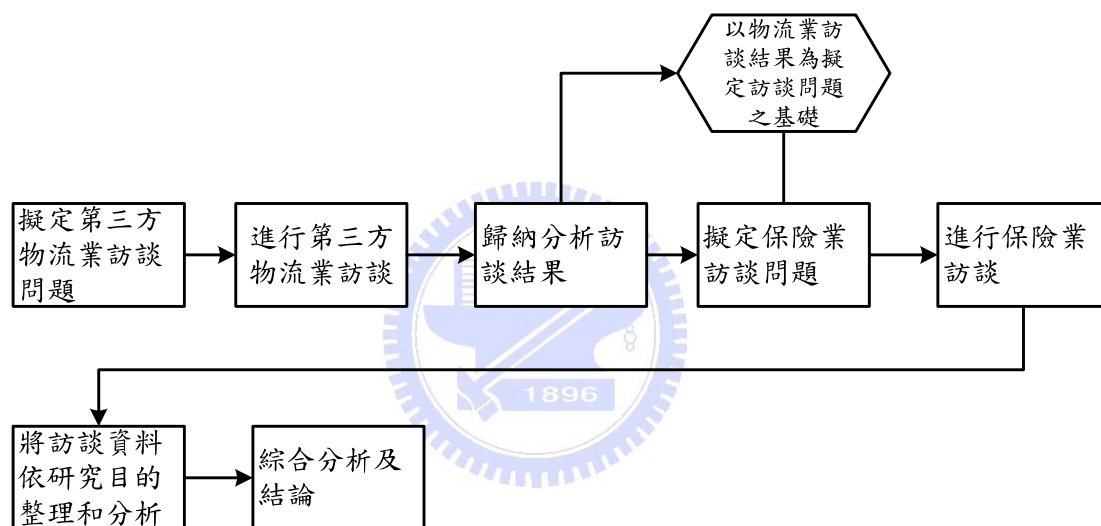 以物流業訪
談結果為擬
定訪談問題
之基礎
擬定第三方
物流業訪談
問題
進行第三方
物流業訪談
歸納分析訪
談結果
擬定保險業
訪談問題
進行保險業
訪談
1896
將訪談資料
依研究目的
整理和分析
綜合分析及
結論